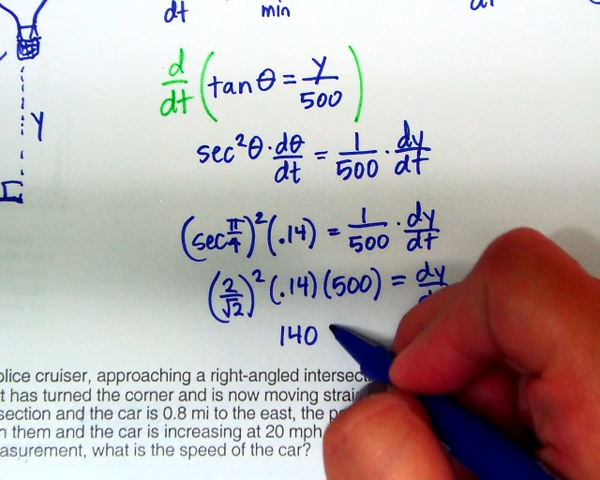 dt min
y
d/dt (tan θ = y/500)
sec²θ · dθ/dt = 1/500 · dy/dt
(sec π/4)² (.14) = 1/500 · dy/dt
(2/√2)² (.14)(500) = dy
140
olice cruiser, approaching a right-angled intersec
t has turned the corner and is now moving strai
section and the car is 0.8 mi to the east, the
n them and the car is increasing at 20 mph
asurement, what is the speed of the car?